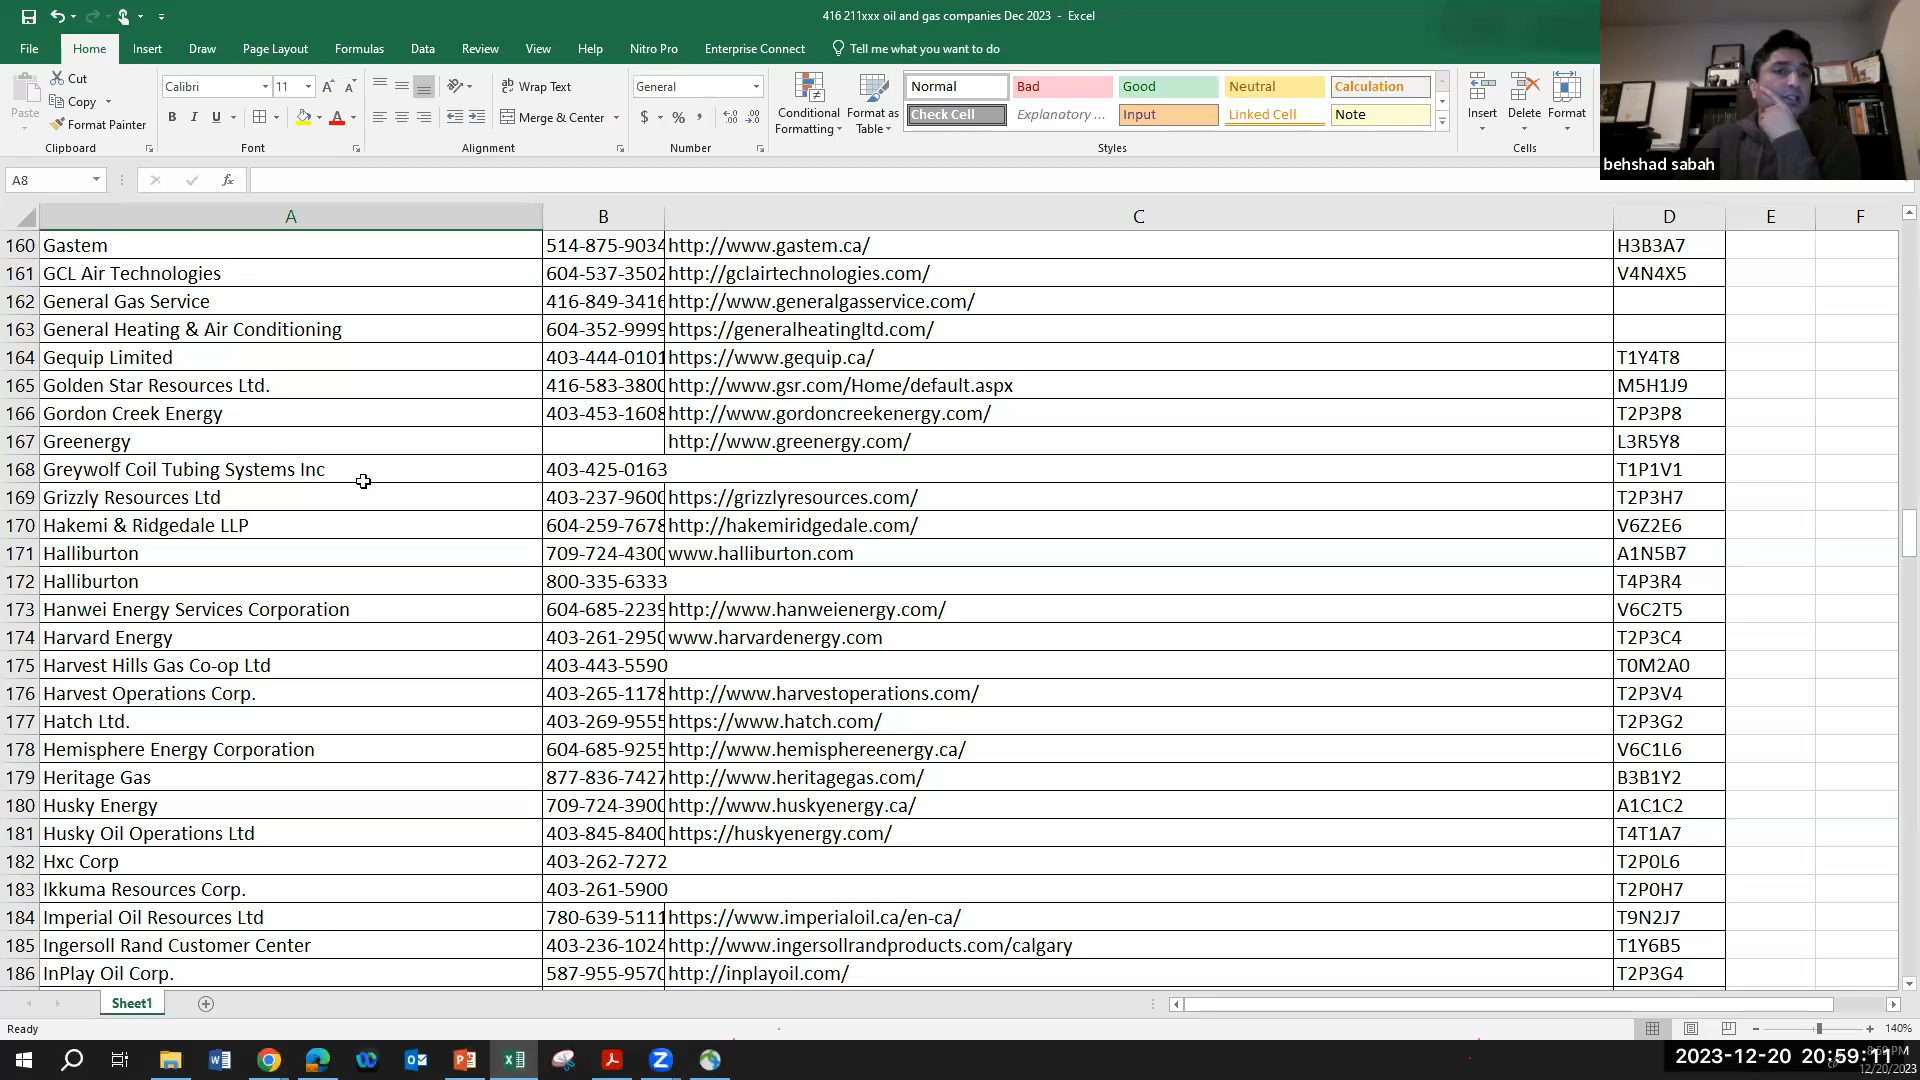 416 211xxx oil and gas companies Dec 2023 - Excel
File Home Insert Draw Page Layout Formulas Data Review View Help Nitro Pro Enterprise Connect Tell me what you want to do
Paste Cut Copy Format Painter Clipboard
Calibri 11 Font
Wrap Text Merge & Center Alignment
General Number
Conditional Formatting Format as Table
Normal Bad Good Neutral Calculation
Check Cell Explanatory ... Input Linked Cell Note
Styles
Insert Delete Format Cells
behshad sabah
A8 fx
A B C D E F
160 Gastem 514-875-9034 http://www.gastem.ca/ H3B3A7
161 GCL Air Technologies 604-537-3502 http://gclairtechnologies.com/ V4N4X5
162 General Gas Service 416-849-3416 http://www.generalgasservice.com/
163 General Heating & Air Conditioning 604-352-9999 https://generalheatingltd.com/
164 Gequip Limited 403-444-0101 https://www.gequip.ca/ T1Y4T8
165 Golden Star Resources Ltd. 416-583-3800 http://www.gsr.com/Home/default.aspx M5H1J9
166 Gordon Creek Energy 403-453-1608 http://www.gordoncreekenergy.com/ T2P3P8
167 Greenergy http://www.greenergy.com/ L3R5Y8
168 Greywolf Coil Tubing Systems Inc 403-425-0163 T1P1V1
169 Grizzly Resources Ltd 403-237-9600 https://grizzlyresources.com/ T2P3H7
170 Hakemi & Ridgedale LLP 604-259-7678 http://hakemiridgedale.com/ V6Z2E6
171 Halliburton 709-724-4300 www.halliburton.com A1N5B7
172 Halliburton 800-335-6333 T4P3R4
173 Hanwei Energy Services Corporation 604-685-2239 http://www.hanweienergy.com/ V6C2T5
174 Harvard Energy 403-261-2950 www.harvardenergy.com T2P3C4
175 Harvest Hills Gas Co-op Ltd 403-443-5590 T0M2A0
176 Harvest Operations Corp. 403-265-1178 http://www.harvestoperations.com/ T2P3V4
177 Hatch Ltd. 403-269-9555 https://www.hatch.com/ T2P3G2
178 Hemisphere Energy Corporation 604-685-9255 http://www.hemisphereenergy.ca/ V6C1L6
179 Heritage Gas 877-836-7427 http://www.heritagegas.com/ B3B1Y2
180 Husky Energy 709-724-3900 http://www.huskyenergy.ca/ A1C1C2
181 Husky Oil Operations Ltd 403-845-8400 https://huskyenergy.com/ T4T1A7
182 Hxc Corp 403-262-7272 T2P0L6
183 Ikkuma Resources Corp. 403-261-5900 T2P0H7
184 Imperial Oil Resources Ltd 780-639-5111 https://www.imperialoil.ca/en-ca/ T9N2J7
185 Ingersoll Rand Customer Center 403-236-1024 http://www.ingersollrandproducts.com/calgary T1Y6B5
186 InPlay Oil Corp. 587-955-9570 http://inplayoil.com/ T2P3G4
Sheet1
Ready 140%
2023-12-20 20:59:11
12/20/2023